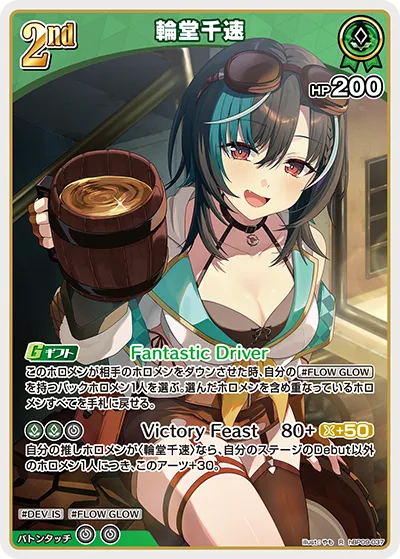 2nd
輪堂千速
HP200
Gギフト Fantastic Driver
このホロメンが相手のホロメンをダウンさせた時、自分の #FLOW GLOW
を持つバックホロメン1人を選ぶ。選んだホロメンを含め重なっているホロ
メンすべてを手札に戻せる。
Victory Feast 80+ +50
自分の推しホロメンが〈輪堂千速〉なら、自分のステージのDebut以外
のホロメン1人につき、このアーツ+30。
#DEV_IS #FLOW GLOW
バトンタッチ
illust:やも R hBP06-037